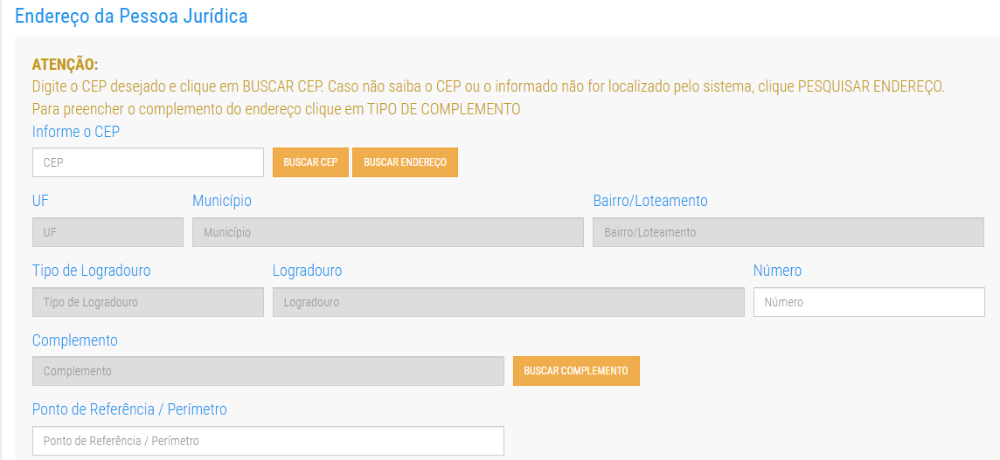 Endereço da Pessoa Jurídica
ATENÇÃO:
Digite o CEP desejado e clique em BUSCAR CEP. Caso não saiba o CEP ou o informado não for localizado pelo sistema, clique PESQUISAR ENDEREÇO.
Para preencher o complemento do endereço clique em TIPO DE COMPLEMENTO
Informe o CEP
CEP BUSCAR CEP BUSCAR ENDEREÇO
UF Município Bairro/Loteamento
UF Município Bairro/Loteamento
Tipo de Logradouro Logradouro Número
Tipo de Logradouro Logradouro Número
Complemento
Complemento BUSCAR COMPLEMENTO
Ponto de Referência / Perímetro
Ponto de Referência / Perímetro